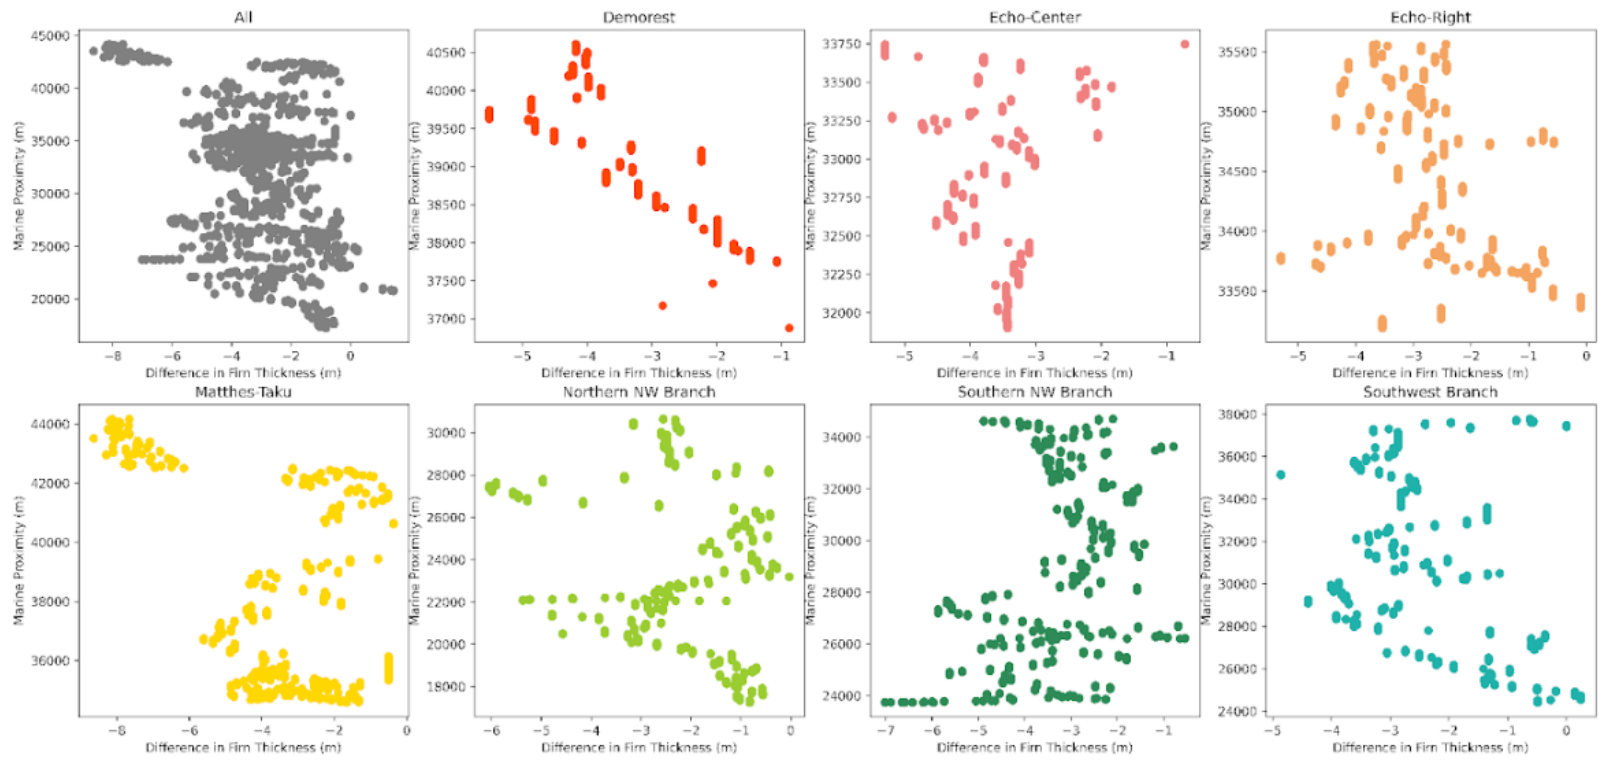 All
Marine Proximity (m)
45000
40000
35000
30000
25000
20000
−8 −6 −4 −2 0
Difference in Firn Thickness (m)
Demorest
Marine Proximity (m)
40500
40000
39500
39000
38500
38000
37500
37000
−5 −4 −3 −2 −1
Difference in Firn Thickness (m)
Echo-Center
Marine Proximity (m)
33750
33500
33250
33000
32750
32500
32250
32000
−5 −4 −3 −2 −1
Difference in Firn Thickness (m)
Echo-Right
Marine Proximity (m)
35500
35000
34500
34000
33500
−5 −4 −3 −2 −1 0
Difference in Firn Thickness (m)
Matthes-Taku
Marine Proximity (m)
44000
42000
40000
38000
36000
−8 −6 −4 −2 0
Difference in Firn Thickness (m)
Northern NW Branch
Marine Proximity (m)
30000
28000
26000
24000
22000
20000
18000
−6 −5 −4 −3 −2 −1 0
Difference in Firn Thickness (m)
Southern NW Branch
Marine Proximity (m)
34000
32000
30000
28000
26000
24000
−7 −6 −5 −4 −3 −2 −1
Difference in Firn Thickness (m)
Southwest Branch
Marine Proximity (m)
38000
36000
34000
32000
30000
28000
26000
24000
−5 −4 −3 −2 −1 0
Difference in Firn Thickness (m)